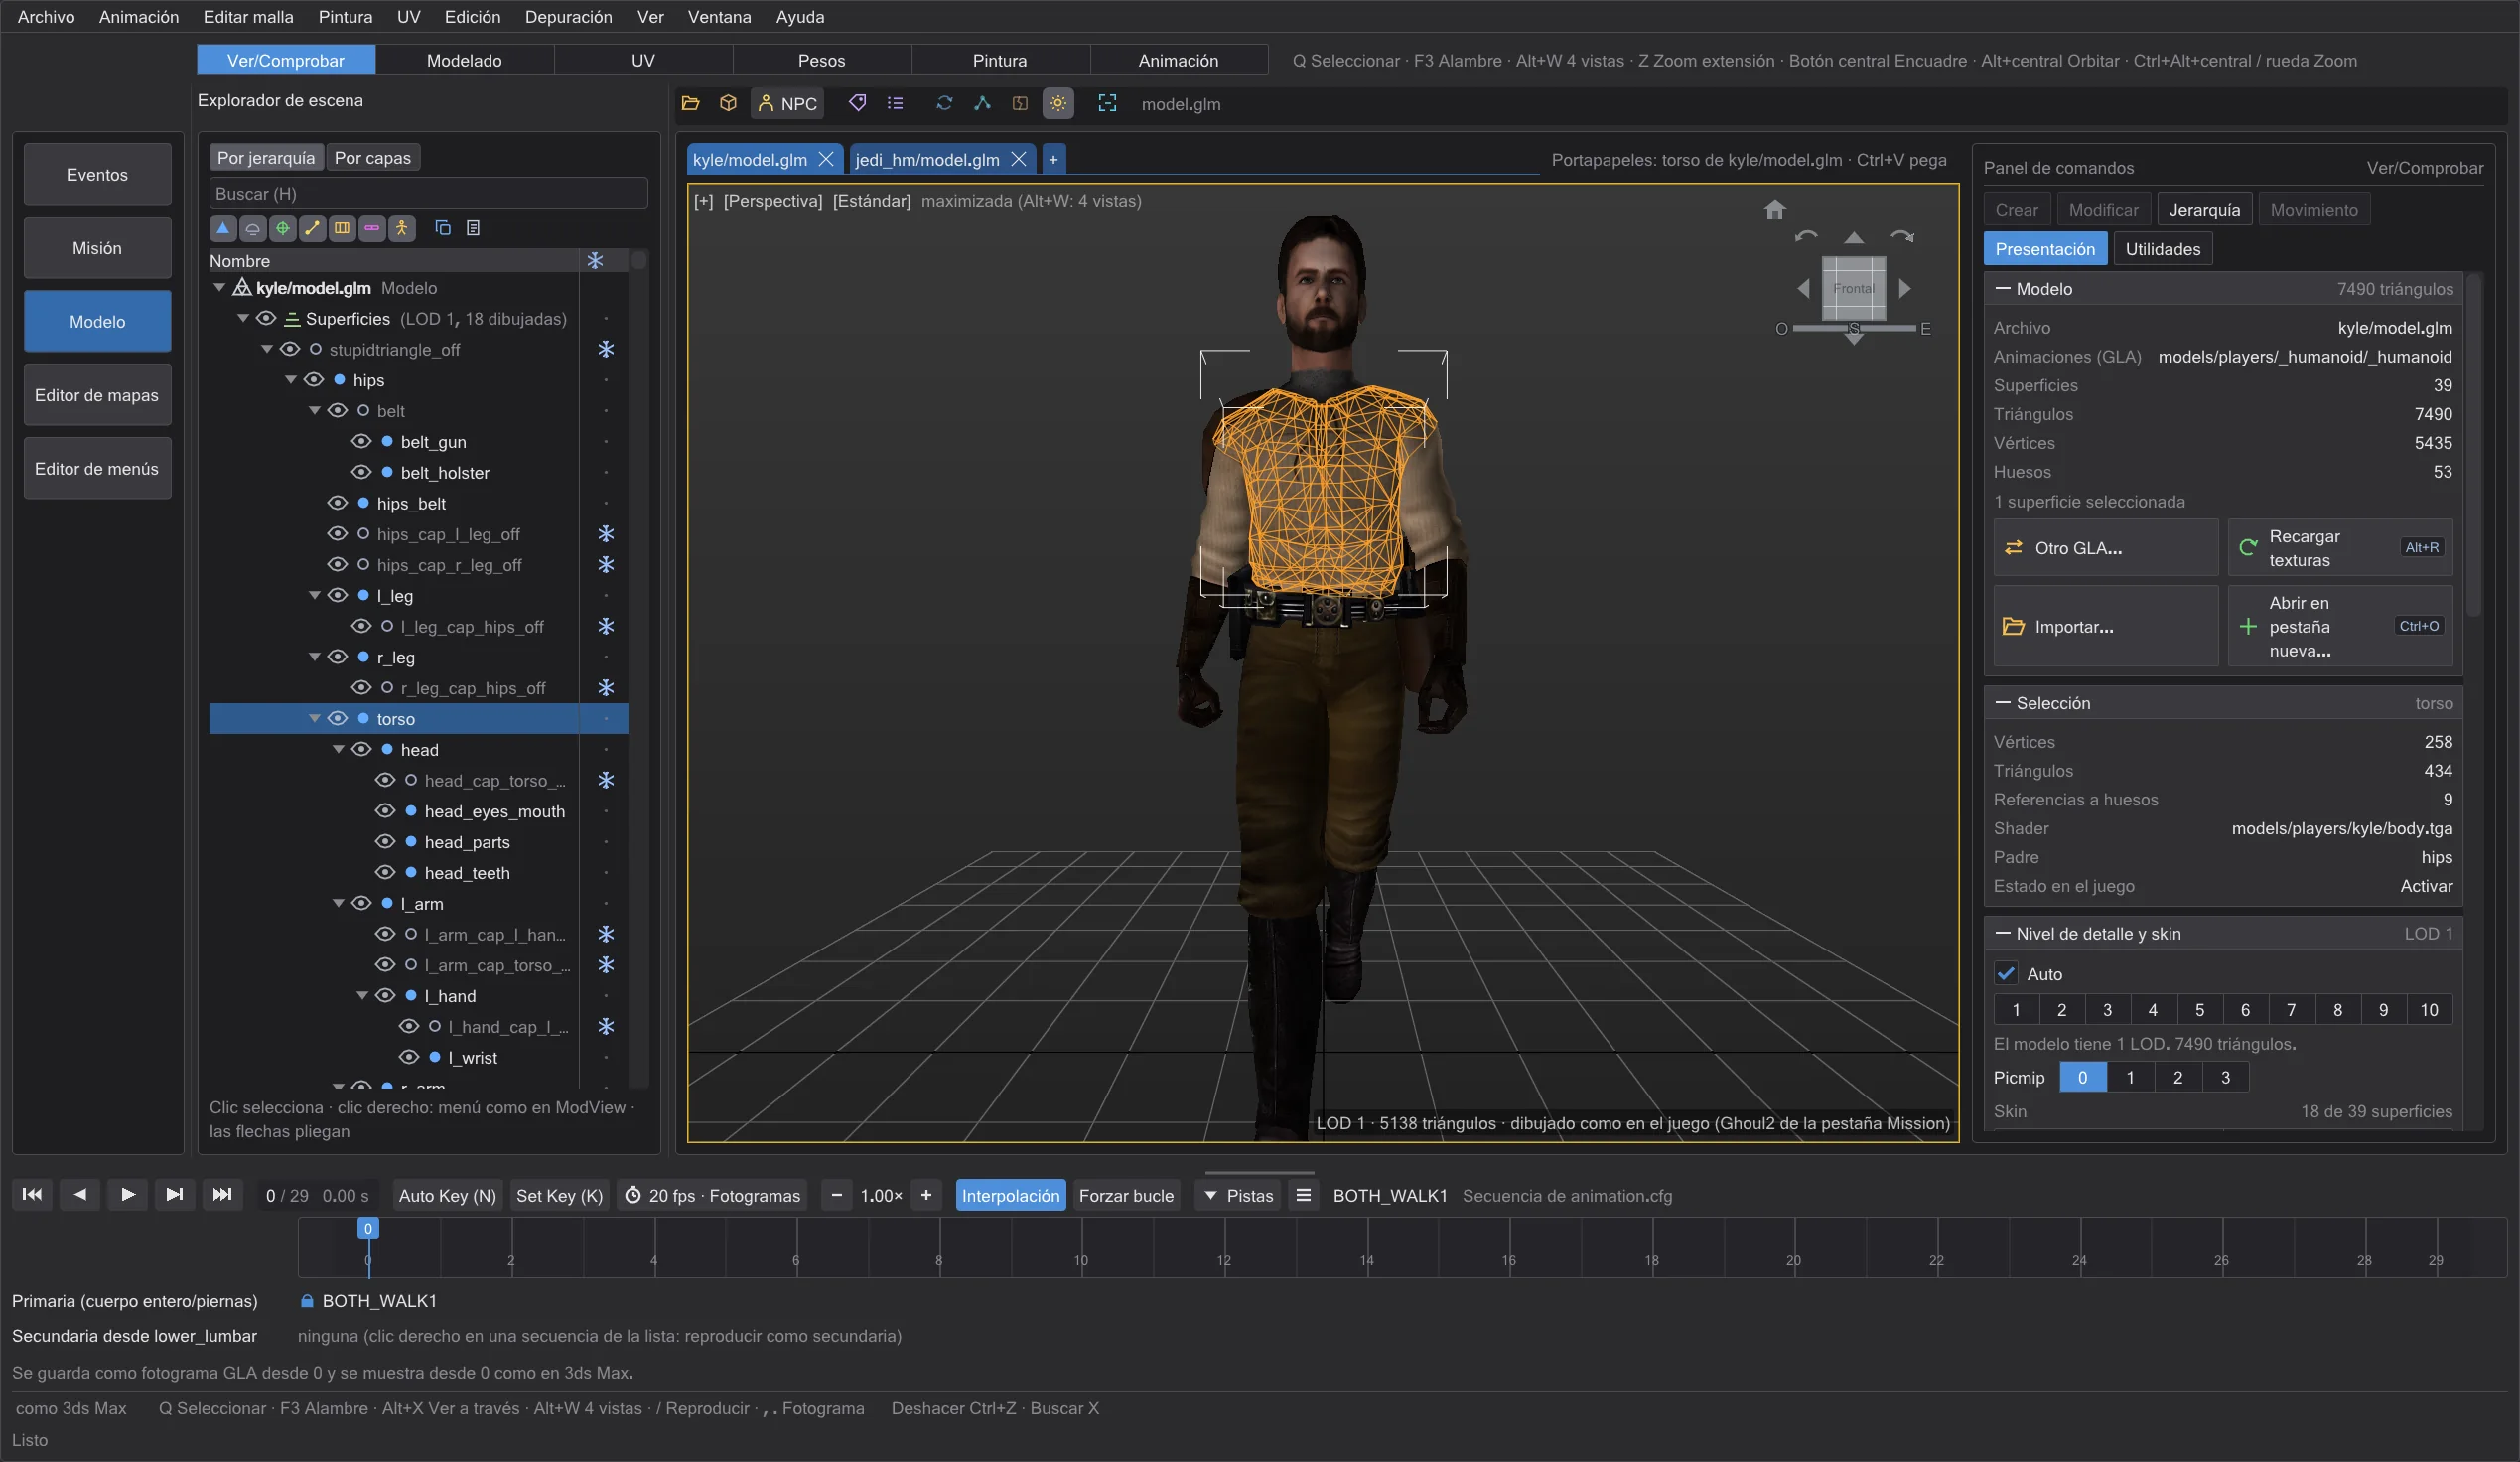 Archivo Animación Editar malla Pintura UV Edición Depuración Ver Ventana Ayuda
Ver/Comprobar Modelado UV Pesos Pintura Animación Q Seleccionar · F3 Alambre · Alt+W 4 vistas · Z Zoom extensión · Botón central Encuadre · Alt+central Orbitar · Ctrl+Alt+central / rueda Zoom
Eventos
Misión
Modelo
Editor de mapas
Editor de menús
Explorador de escena
Por jerarquía Por capas
Buscar (H)
Nombre
kyle/model.glm Modelo
Superficies (LOD 1, 18 dibujadas)
stupidtriangle_off
hips
belt
belt_gun
belt_holster
hips_belt
hips_cap_l_leg_off
hips_cap_r_leg_off
l_leg
l_leg_cap_hips_off
r_leg
r_leg_cap_hips_off
torso
head
head_cap_torso_...
head_eyes_mouth
head_parts
head_teeth
l_arm
l_arm_cap_l_han...
l_arm_cap_torso_...
l_hand
l_hand_cap_l_...
l_wrist
r_arm
Clic selecciona · clic derecho: menú como en ModView ·
las flechas pliegan
NPC model.glm
kyle/model.glm jedi_hm/model.glm + Portapapeles: torso de kyle/model.glm · Ctrl+V pega
[+] [Perspectiva] [Estándar] maximizada (Alt+W: 4 vistas)
Frontal
O S E
LOD 1 · 5138 triángulos · dibujado como en el juego (Ghoul2 de la pestaña Mission)
Panel de comandos Ver/Comprobar
Crear Modificar Jerarquía Movimiento
Presentación Utilidades
Modelo 7490 triángulos
Archivo kyle/model.glm
Animaciones (GLA) models/players/_humanoid/_humanoid
Superficies 39
Triángulos 7490
Vértices 5435
Huesos 53
1 superficie seleccionada
Otro GLA...
Recargar texturas Alt+R
Importar...
Abrir en pestaña nueva... Ctrl+O
Selección torso
Vértices 258
Triángulos 434
Referencias a huesos 9
Shader models/players/kyle/body.tga
Padre hips
Estado en el juego Activar
Nivel de detalle y skin LOD 1
Auto
1 2 3 4 5 6 7 8 9 10
El modelo tiene 1 LOD. 7490 triángulos.
Picmip 0 1 2 3
Skin 18 de 39 superficies
0 / 29 0.00 s Auto Key (N) Set Key (K) 20 fps · Fotogramas − 1.00× + Interpolación Forzar bucle Pistas BOTH_WALK1 Secuencia de animation.cfg
0
0 2 4 6 8 10 12 14 16 18 20 22 24 26 28 29
Primaria (cuerpo entero/piernas) BOTH_WALK1
Secundaria desde lower_lumbar ninguna (clic derecho en una secuencia de la lista: reproducir como secundaria)
Se guarda como fotograma GLA desde 0 y se muestra desde 0 como en 3ds Max.
como 3ds Max Q Seleccionar · F3 Alambre · Alt+X Ver a través · Alt+W 4 vistas · / Reproducir · , . Fotograma Deshacer Ctrl+Z · Buscar X
Listo